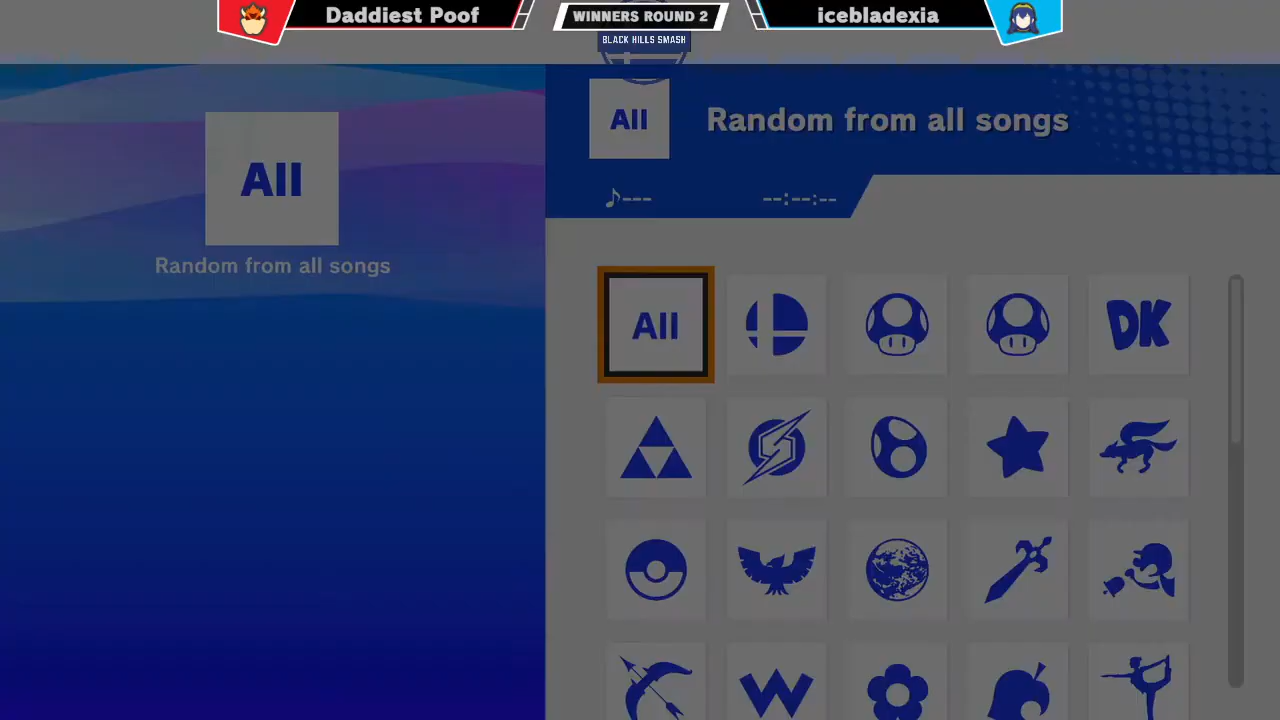 Daddiest Poof
WINNERS ROUND 2
icebladexia
BLACK HILLS SMASH
All
Random from all songs
♪---
--:--:--
All
Random from all songs
All
DK